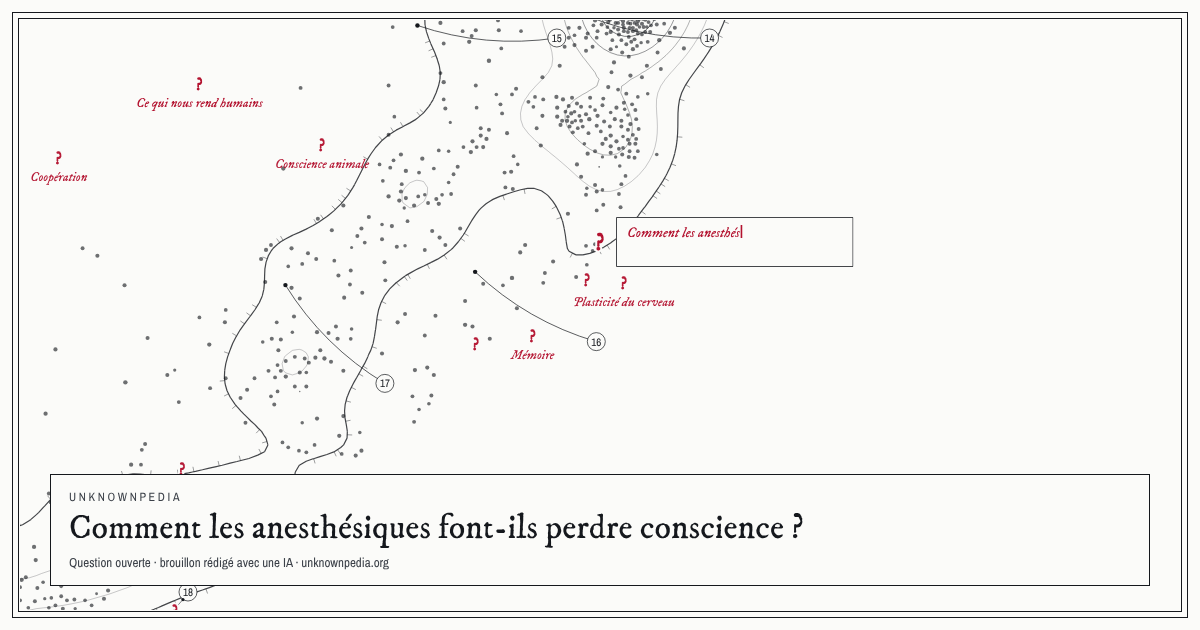 15
14
?
Ce qui nous rend humains
?
Conscience animale
?
Coopération
?
Comment les anesthés
?
?
Plasticité du cerveau
?
?
Mémoire
16
17
?
UNKNOWNPEDIA
Comment les anesthésiques font-ils perdre conscience ?
Question ouverte · brouillon rédigé avec une IA · unknownpedia.org
18
?